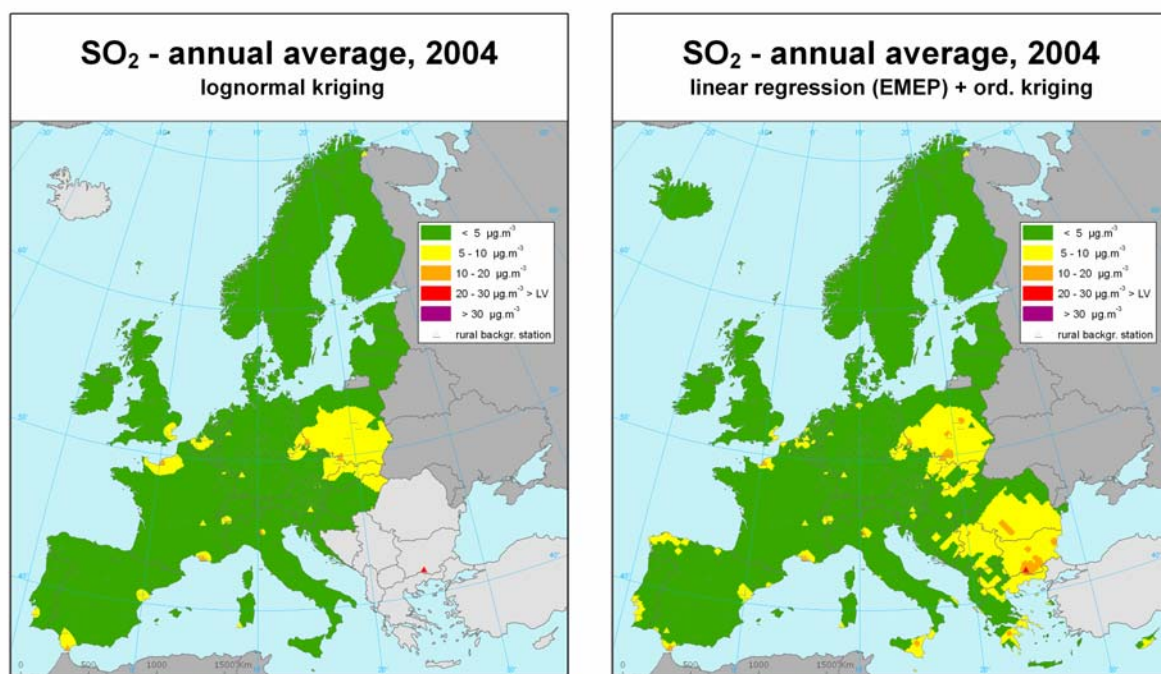 SO2 - annual average, 2004
lognormal kriging
< 5 µg.m-3
5 - 10 µg.m-3
10 - 20 µg.m-3
20 - 30 µg.m-3 > LV
> 30 µg.m-3
rural backgr. station
0 500 1000 1500 Km
SO2 - annual average, 2004
linear regression (EMEP) + ord. kriging
< 5 µg.m-3
5 - 10 µg.m-3
10 - 20 µg.m-3
20 - 30 µg.m-3 > LV
> 30 µg.m-3
rural backgr. station
0 500 1000 1500 Km